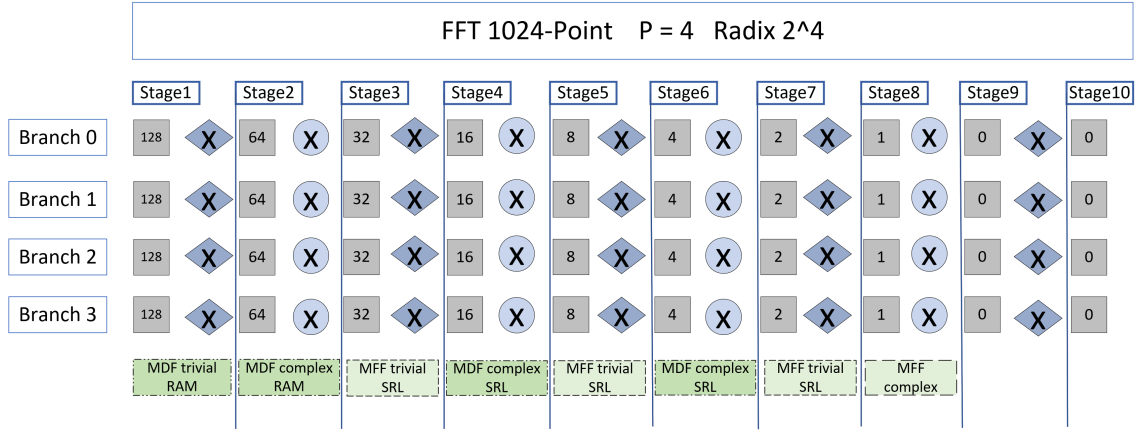 FFT 1024-Point P = 4 Radix 2^4
Stage1 Stage2 Stage3 Stage4 Stage5 Stage6 Stage7 Stage8 Stage9 Stage10
Branch 0 128 X 64 X 32 X 16 X 8 X 4 X 2 X 1 X 0 X 0
Branch 1 128 X 64 X 32 X 16 X 8 X 4 X 2 X 1 X 0 X 0
Branch 2 128 X 64 X 32 X 16 X 8 X 4 X 2 X 1 X 0 X 0
Branch 3 128 X 64 X 32 X 16 X 8 X 4 X 2 X 1 X 0 X 0
MDF trivial
RAM
MDF complex
RAM
MFF trivial
SRL
MDF complex
SRL
MFF trivial
SRL
MDF complex
SRL
MFF trivial
SRL
MFF
complex